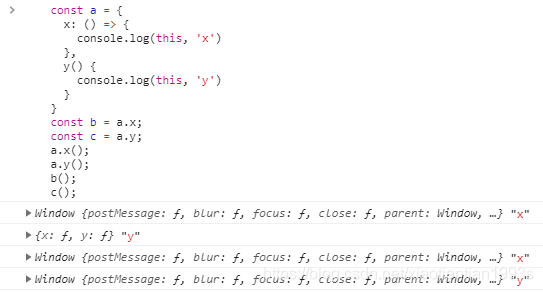 const a = {
x: () => {
console.log(this, 'x')
},
y() {
console.log(this, 'y')
}
}
const b = a.x;
const c = a.y;
a.x();
a.y();
b();
c();
Window {postMessage: ƒ, blur: ƒ, focus: ƒ, close: ƒ, parent: Window, …} "x"
{x: ƒ, y: ƒ} "y"
Window {postMessage: ƒ, blur: ƒ, focus: ƒ, close: ƒ, parent: Window, …} "x"
Window {postMessage: ƒ, blur: ƒ, focus: ƒ, close: ƒ, parent: Window, …} "y"